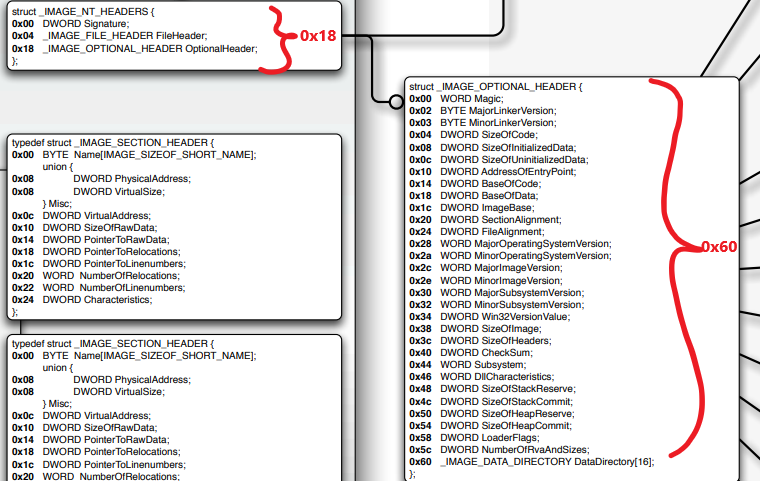 struct _IMAGE_NT_HEADERS {
0x00 DWORD Signature;
0x04 _IMAGE_FILE_HEADER FileHeader;
0x18 _IMAGE_OPTIONAL_HEADER OptionalHeader;
};
0x18
typedef struct _IMAGE_SECTION_HEADER {
0x00 BYTE Name[IMAGE_SIZEOF_SHORT_NAME];
union {
0x08 DWORD PhysicalAddress;
0x08 DWORD VirtualSize;
} Misc;
0x0c DWORD VirtualAddress;
0x10 DWORD SizeOfRawData;
0x14 DWORD PointerToRawData;
0x18 DWORD PointerToRelocations;
0x1c DWORD PointerToLinenumbers;
0x20 WORD NumberOfRelocations;
0x22 WORD NumberOfLinenumbers;
0x24 DWORD Characteristics;
};
typedef struct _IMAGE_SECTION_HEADER {
0x00 BYTE Name[IMAGE_SIZEOF_SHORT_NAME];
union {
0x08 DWORD PhysicalAddress;
0x08 DWORD VirtualSize;
} Misc;
0x0c DWORD VirtualAddress;
0x10 DWORD SizeOfRawData;
0x14 DWORD PointerToRawData;
0x18 DWORD PointerToRelocations;
0x1c DWORD PointerToLinenumbers;
0x20 WORD NumberOfRelocations;
struct _IMAGE_OPTIONAL_HEADER {
0x00 WORD Magic;
0x02 BYTE MajorLinkerVersion;
0x03 BYTE MinorLinkerVersion;
0x04 DWORD SizeOfCode;
0x08 DWORD SizeOfInitializedData;
0x0c DWORD SizeOfUninitializedData;
0x10 DWORD AddressOfEntryPoint;
0x14 DWORD BaseOfCode;
0x18 DWORD BaseOfData;
0x1c DWORD ImageBase;
0x20 DWORD SectionAlignment;
0x24 DWORD FileAlignment;
0x28 WORD MajorOperatingSystemVersion;
0x2a WORD MinorOperatingSystemVersion;
0x2c WORD MajorImageVersion;
0x2e WORD MinorImageVersion;
0x30 WORD MajorSubsystemVersion;
0x32 WORD MinorSubsystemVersion;
0x34 DWORD Win32VersionValue;
0x38 DWORD SizeOfImage;
0x3c DWORD SizeOfHeaders;
0x40 DWORD CheckSum;
0x44 WORD Subsystem;
0x46 WORD DllCharacteristics;
0x48 DWORD SizeOfStackReserve;
0x4c DWORD SizeOfStackCommit;
0x50 DWORD SizeOfHeapReserve;
0x54 DWORD SizeOfHeapCommit;
0x58 DWORD LoaderFlags;
0x5c DWORD NumberOfRvaAndSizes;
0x60 _IMAGE_DATA_DIRECTORY DataDirectory[16];
};
0x60